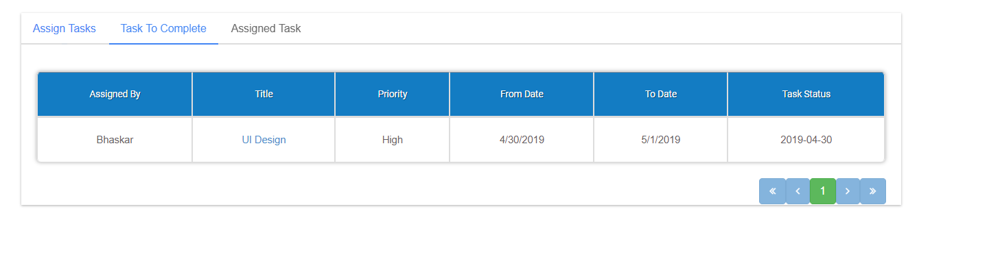 Assign Tasks Task To Complete Assigned Task
Assigned By Title Priority From Date To Date Task Status
Bhaskar UI Design High 4/30/2019 5/1/2019 2019-04-30
« ‹ 1 › »